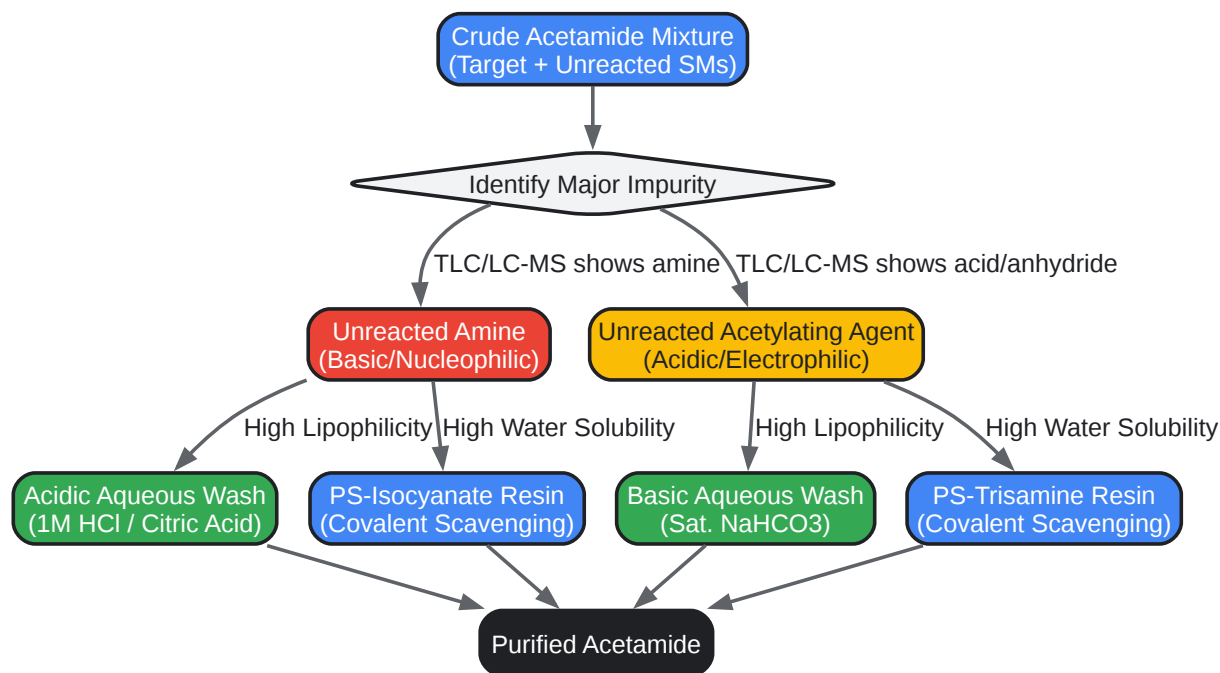 Crude Acetamide Mixture
(Target + Unreacted SMs)
Identify Major Impurity
TLC/LC-MS shows amine
TLC/LC-MS shows acid/anhydride
Unreacted Amine
(Basic/Nucleophilic)
Unreacted Acetylating Agent
(Acidic/Electrophilic)
High Lipophilicity
High Water Solubility
High Lipophilicity
High Water Solubility
Acidic Aqueous Wash
(1M HCl / Citric Acid)
PS-Isocyanate Resin
(Covalent Scavenging)
Basic Aqueous Wash
(Sat. NaHCO3)
PS-Trisamine Resin
(Covalent Scavenging)
Purified Acetamide